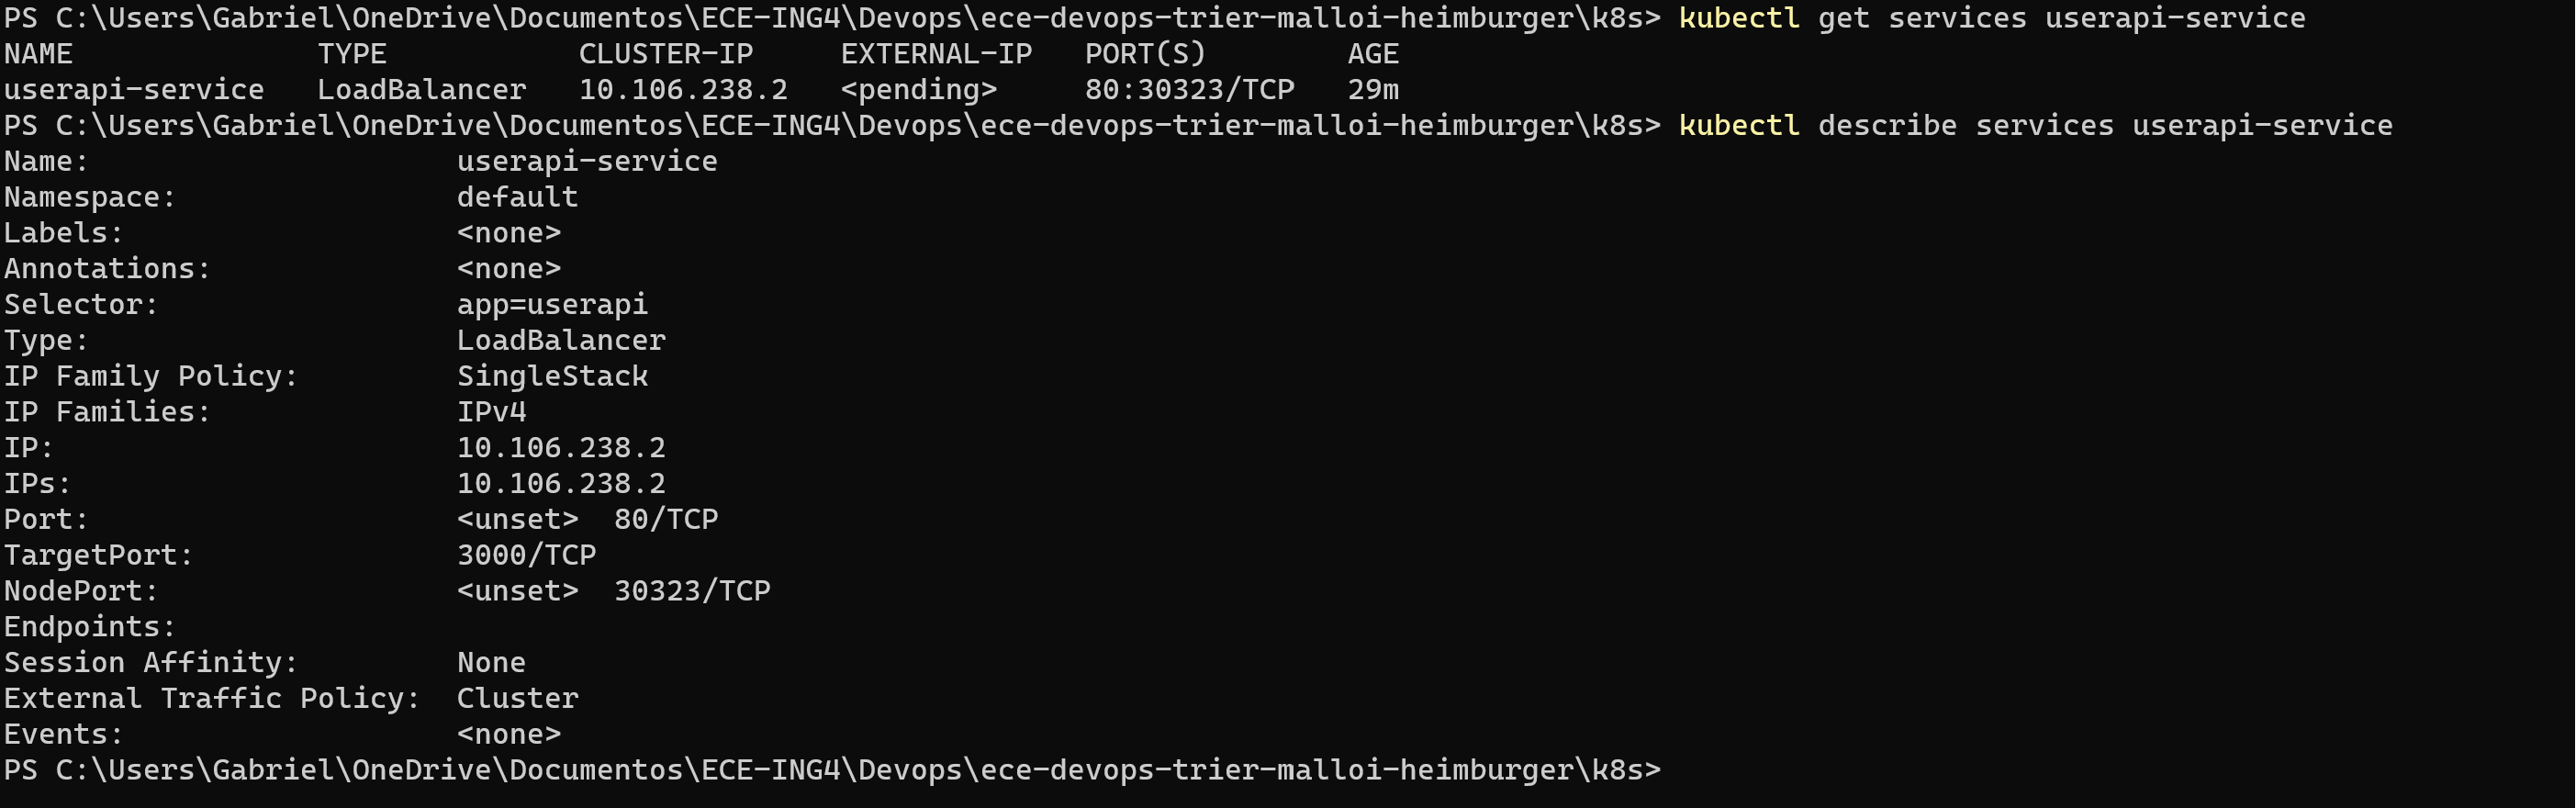 PS C:\Users\Gabriel\OneDrive\Documentos\ECE-ING4\Devops\ece-devops-trier-malloi-heimburger\k8s> kubectl get services userapi-service
NAME              TYPE           CLUSTER-IP     EXTERNAL-IP   PORT(S)        AGE
userapi-service   LoadBalancer   10.106.238.2   <pending>     80:30323/TCP   29m
PS C:\Users\Gabriel\OneDrive\Documentos\ECE-ING4\Devops\ece-devops-trier-malloi-heimburger\k8s> kubectl describe services userapi-service
Name:                     userapi-service
Namespace:                default
Labels:                   <none>
Annotations:              <none>
Selector:                 app=userapi
Type:                     LoadBalancer
IP Family Policy:         SingleStack
IP Families:              IPv4
IP:                       10.106.238.2
IPs:                      10.106.238.2
Port:                     <unset>  80/TCP
TargetPort:               3000/TCP
NodePort:                 <unset>  30323/TCP
Endpoints:
Session Affinity:         None
External Traffic Policy:  Cluster
Events:                   <none>
PS C:\Users\Gabriel\OneDrive\Documentos\ECE-ING4\Devops\ece-devops-trier-malloi-heimburger\k8s>